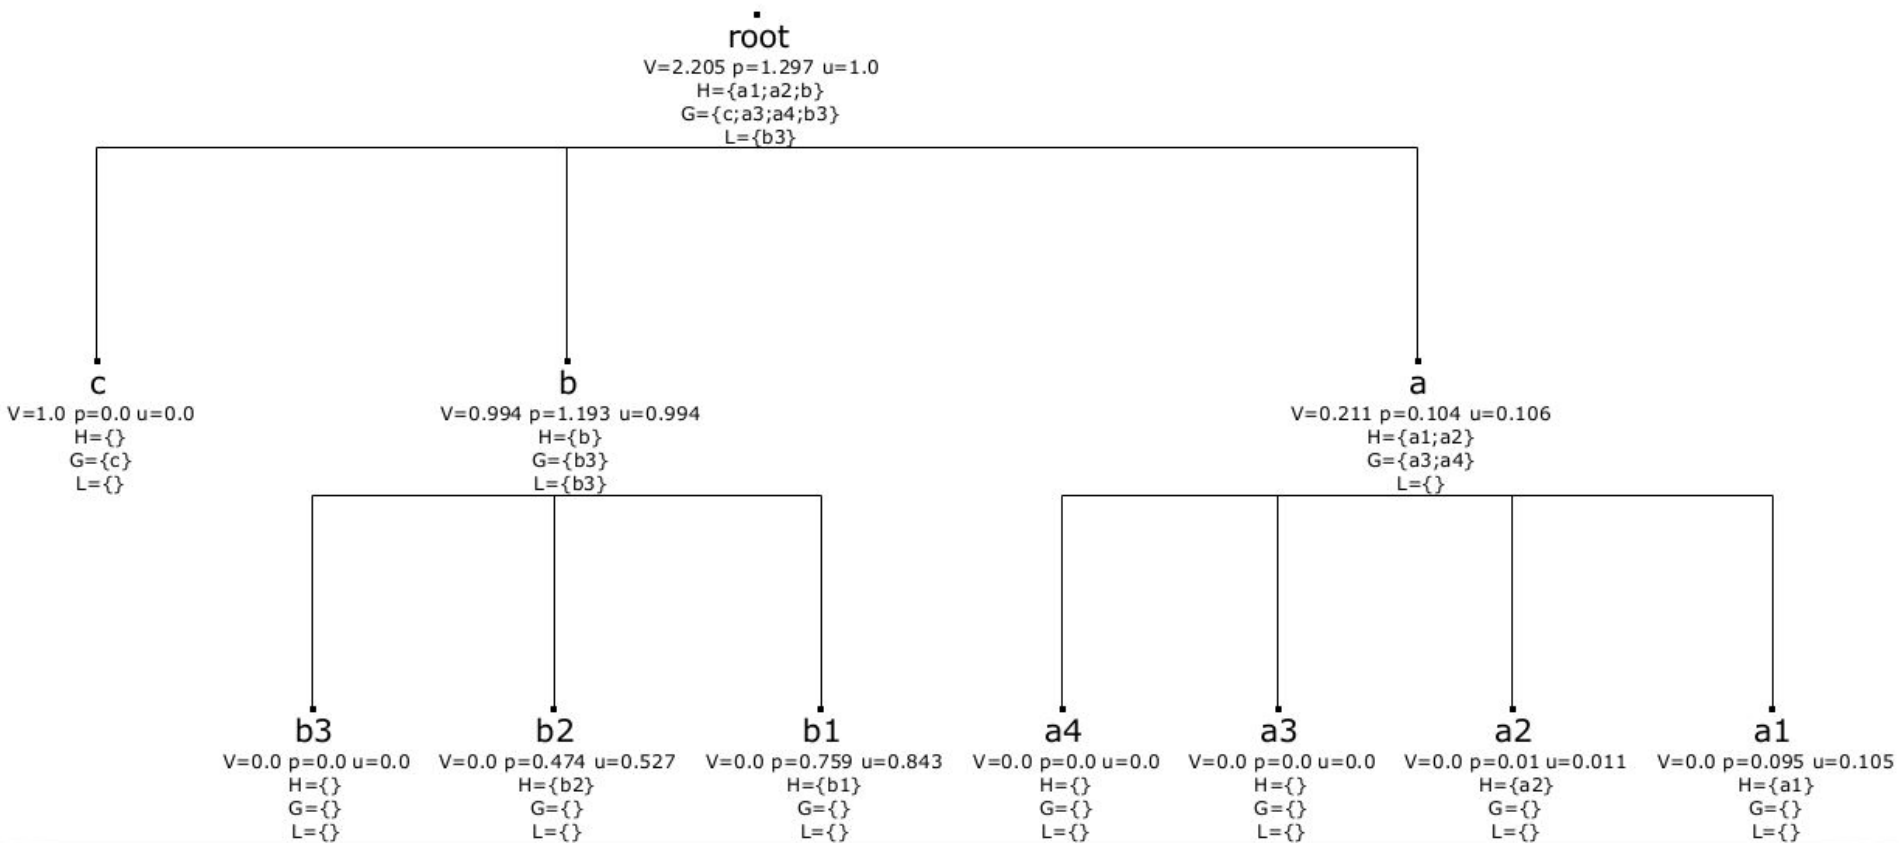 root
V=2.205 p=1.297 u=1.0
H={a1;a2;b}
G={c;a3;a4;b3}
L={b3}
c
V=1.0 p=0.0 u=0.0
H={}
G={c}
L={}
b
V=0.994 p=1.193 u=0.994
H={b}
G={b3}
L={b3}
a
V=0.211 p=0.104 u=0.106
H={a1;a2}
G={a3;a4}
L={}
b3
V=0.0 p=0.0 u=0.0
H={}
G={}
L={}
b2
V=0.0 p=0.474 u=0.527
H={b2}
G={}
L={}
b1
V=0.0 p=0.759 u=0.843
H={b1}
G={}
L={}
a4
V=0.0 p=0.0 u=0.0
H={}
G={}
L={}
a3
V=0.0 p=0.0 u=0.0
H={}
G={}
L={}
a2
V=0.0 p=0.01 u=0.011
H={a2}
G={}
L={}
a1
V=0.0 p=0.095 u=0.105
H={a1}
G={}
L={}